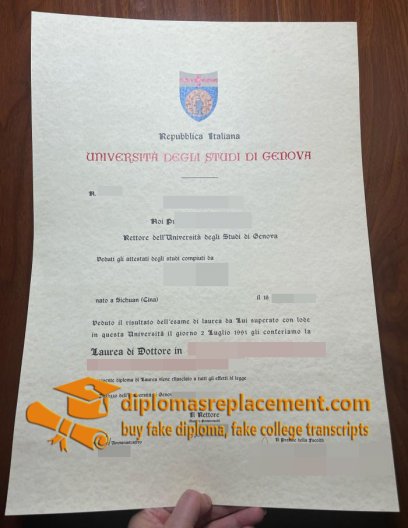 Repubblica Italiana
UNIVERSITÀ DEGLI STUDI DI GENOVA
N.
Noi
Rettore dell'Università degli Studi di Genova
Veduti gli attestati degli studi compiuti da
nato a Sichuan (Cina) il 16
Veduto il risultato dell'esame di laurea da Lui superato con lode
in questa Università il giorno 2 Luglio 1991 gli conferiamo la
Laurea di Dottore in
diploma di Laurea viene rilasciato a tutti gli effetti di legge
diplomasreplacement.com
Il Rettore
buy fake diploma, fake college transcripts
Il Preside della Facoltà